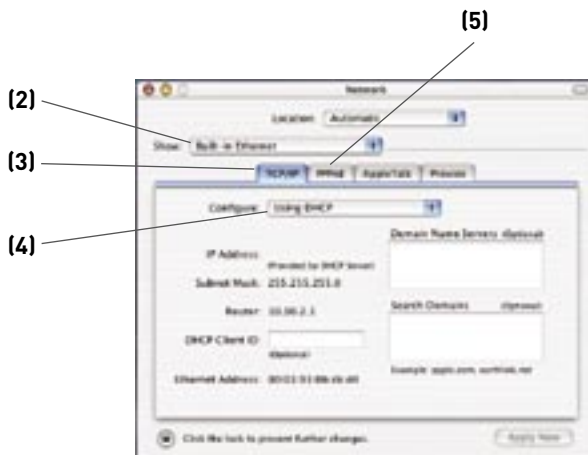 (5)
(2)
Network
Location: Automatic
Show: Built-in Ethernet
(3)
TCP/IP PPPoE AppleTalk Proxies
Configure: Using DHCP
(4)
Domain Name Servers (Optional)
IP Address:
(Provided by DHCP Server)
Subnet Mask: 255.255.255.0
Router: 10.10.2.1
Search Domains (Optional)
DHCP Client ID:
(Optional)
Example: apple.com, earthlink.net
Ethernet Address:
Click the lock to prevent further changes.
Apply Now